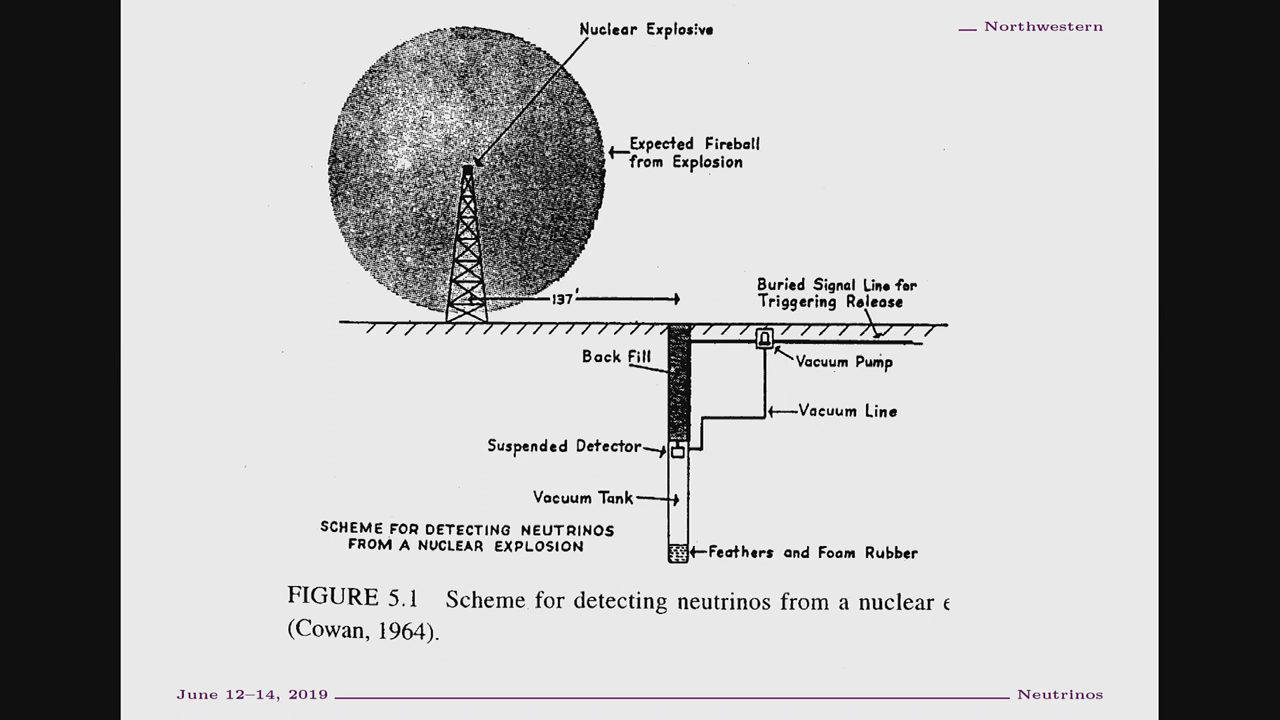 Northwestern
Nuclear Explosive
Expected Fireball
from Explosion
137'
Buried Signal Line for
Triggering Release
Back Fill
Vacuum Pump
Vacuum Line
Suspended Detector
Vacuum Tank
SCHEME FOR DETECTING NEUTRINOS
FROM A NUCLEAR EXPLOSION
Feathers and Foam Rubber
FIGURE 5.1 Scheme for detecting neutrinos from a nuclear
(Cowan, 1964).
June 12–14, 2019
Neutrinos